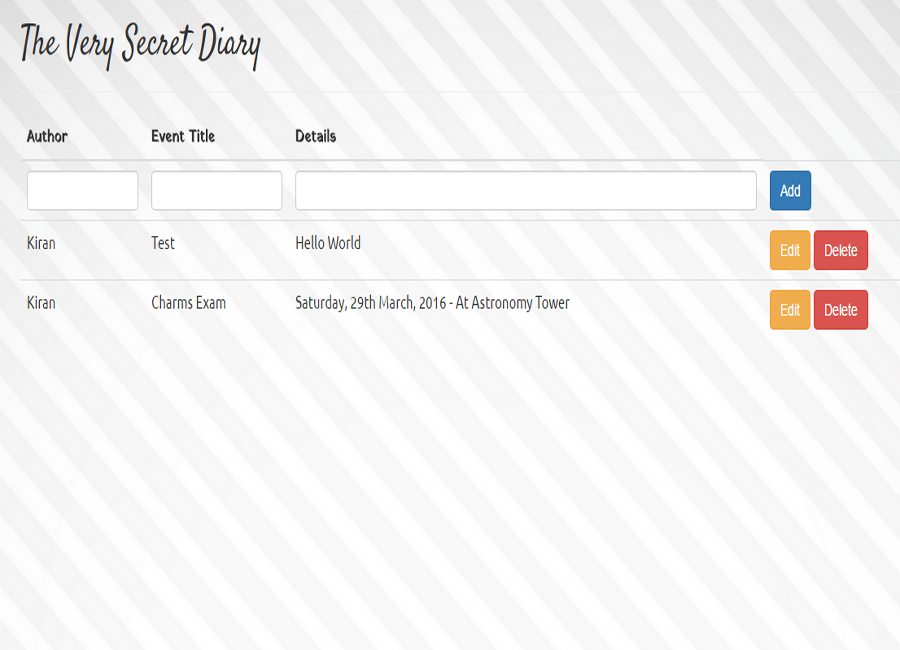 The Very Secret Diary
Author Event Title Details
Add
Kiran Test Hello World Edit Delete
Kiran Charms Exam Saturday, 29th March, 2016 - At Astronomy Tower Edit Delete